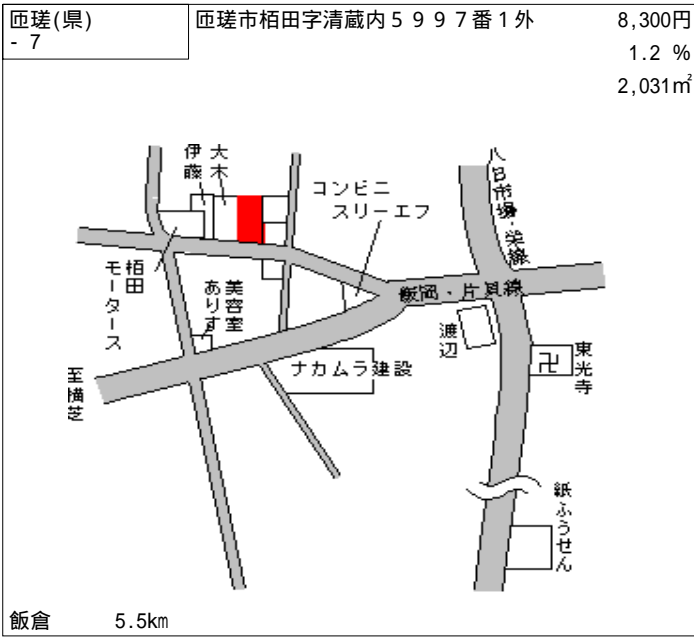 匝瑳(県)
- 7
匝瑳市栢田字清蔵内５９９７番１外
8,300円
1.2 %
2,031㎡
伊藤
大木
コンビニ
スリーエフ
八日市場・栄線
栢田
モータース
美容室
ありす
飯岡・片貝線
渡辺
卍
東光寺
至横芝
ナカムラ建設
紙ふうせん
飯倉
5.5km